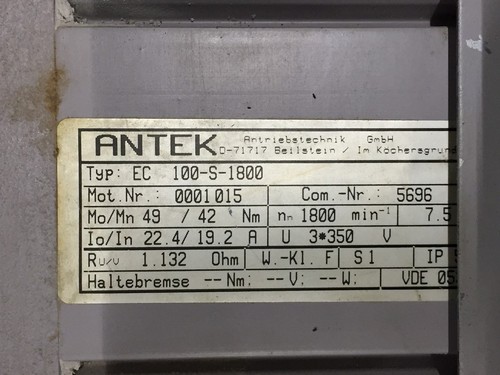 ANTEK Antriebstechnik GmbH
D-71717 Beilstein / Im Köchersgrund
Typ: EC 100-S-1800
Mot.Nr.: 0001015 Com.-Nr.: 5696
Mo/Mn 49 / 42 Nm nₙ 1800 min⁻¹ 7.5
Io/In 22.4/ 19.2 A U 3*350 V
Ru/v 1.132 Ohm W.-Kl. F S1 IP
Haltebremse --Nm: --V: --W: VDE 05